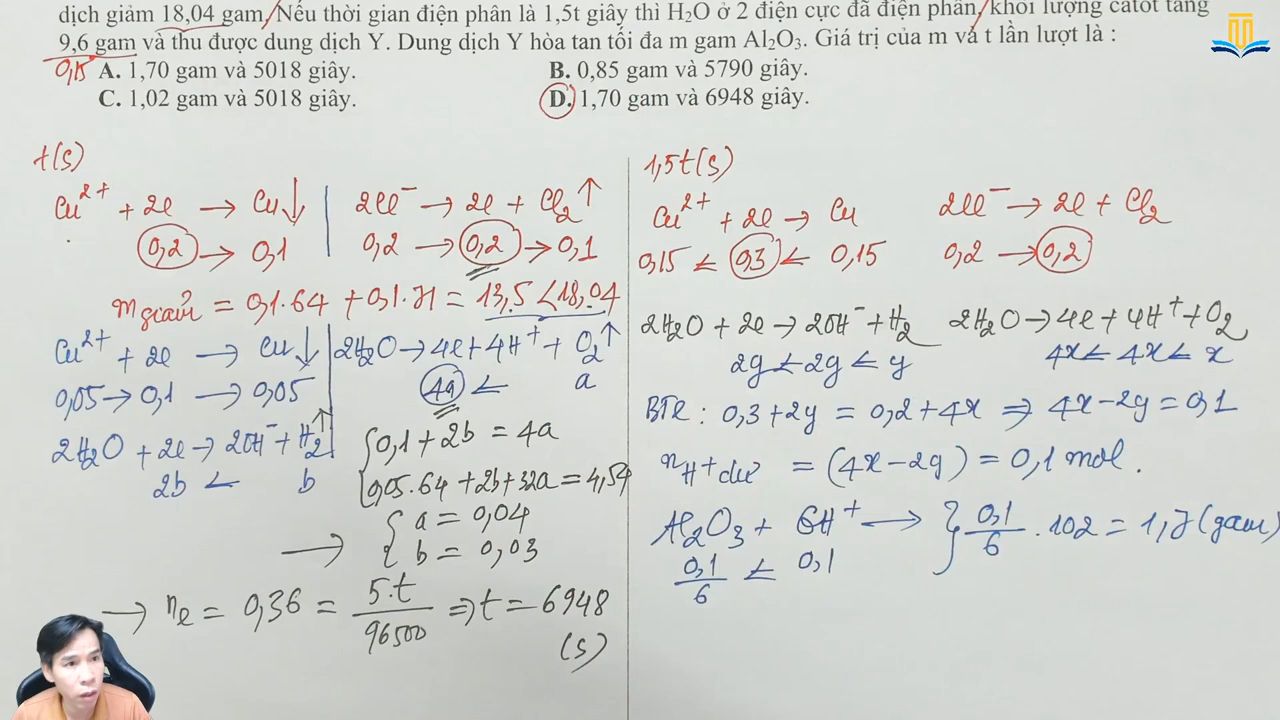 dịch giảm 18,04 gam. Nếu thời gian điện phân là 1,5t giây thì H₂O ở 2 điện cực đã điện phân, khối lượng catot tăng
9,6 gam và thu được dung dịch Y. Dung dịch Y hòa tan tối đa m gam Al₂O₃. Giá trị của m và t lần lượt là :
0,15
A. 1,70 gam và 5018 giây.
B. 0,85 gam và 5790 giây.
C. 1,02 gam và 5018 giây.
D. 1,70 gam và 6948 giây.
t(s)
Cu²⁺ + 2e → Cu↓
0,2 → 0,1
2Cl⁻ → 2e + Cl₂↑
0,2 → 0,2 → 0,1
m giảm = 0,1.64 + 0,1.71 = 13,5 < 18,04
Cu²⁺ + 2e → Cu↓
0,05 → 0,1 → 0,05
2H₂O → 4e + 4H⁺ + O₂↑
4a ← a
2H₂O + 2e → 2OH⁻ + H₂↑
2b ← b
{0,1 + 2b = 4a
{0,05.64 + 2b + 32a = 4,54
→ {a = 0,04
{b = 0,03
→ ne = 0,36 = 5.t/96500 ⇒ t = 6948
(s)
1,5t(s)
Cu²⁺ + 2e → Cu
0,15 ← 0,3 ← 0,15
2Cl⁻ → 2e + Cl₂
0,2 → 0,2
2H₂O + 2e → 2OH⁻ + H₂
2y ← 2y ← y
2H₂O → 4e + 4H⁺ + O₂
4x ← 4x ← x
BTe : 0,3 + 2y = 0,2 + 4x ⇒ 4x - 2y = 0,1
nH⁺ dư = (4x - 2y) = 0,1 mol.
Al₂O₃ + 6H⁺ → } 0,1/6 . 102 = 1,7 (gam)
0,1/6 ← 0,1